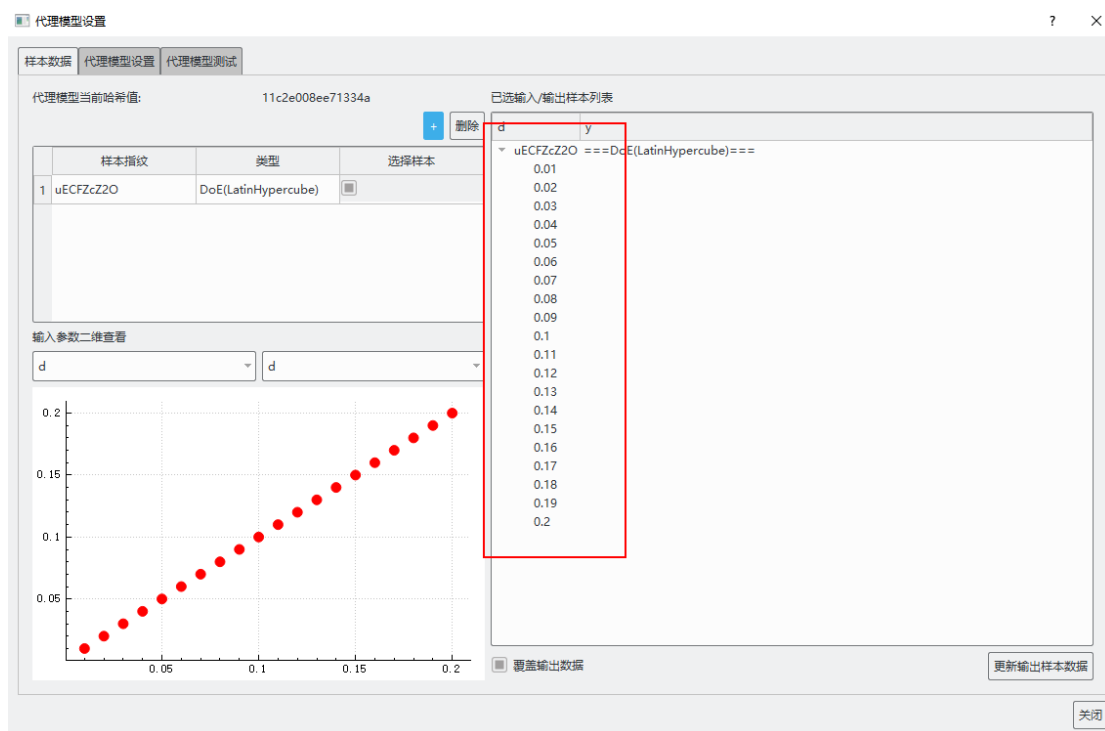 代理模型设置
? ×
样本数据 代理模型设置 代理模型测试
代理模型当前哈希值: 11c2e008ee71334a
+ 删除
样本指纹 类型 选择样本
1 uECFZcZ2O DoE(LatinHypercube)
输入参数二维查看
d d
0.2
0.15
0.1
0.05
0.05 0.1 0.15 0.2
已选输入/输出样本列表
d y
uECFZcZ2O ===DoE(LatinHypercube)===
0.01
0.02
0.03
0.04
0.05
0.06
0.07
0.08
0.09
0.1
0.11
0.12
0.13
0.14
0.15
0.16
0.17
0.18
0.19
0.2
覆盖输出数据 更新输出样本数据
关闭